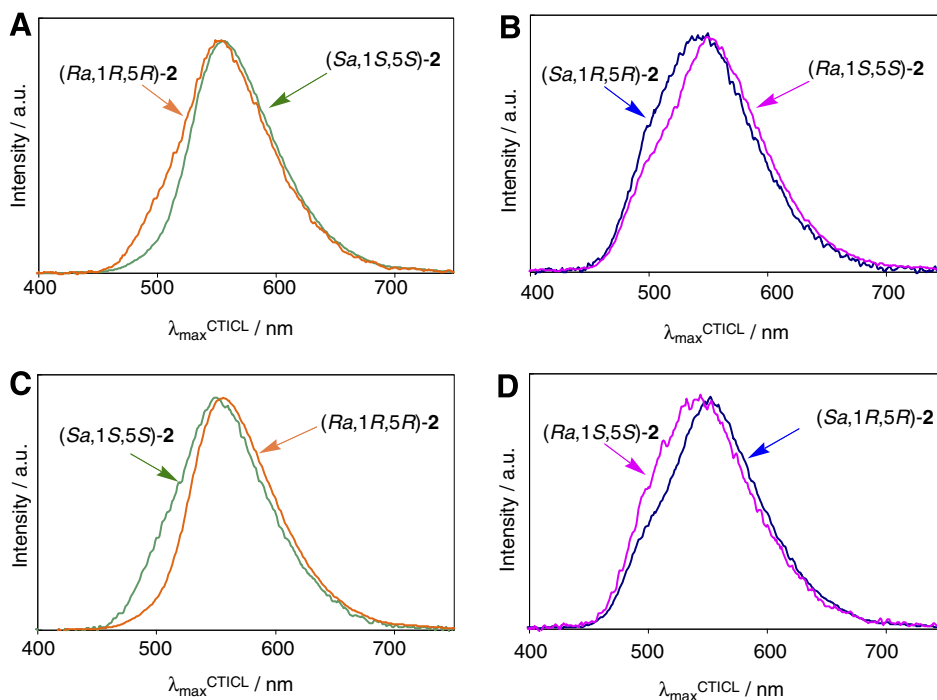 A
(Ra,1R,5R)-2
(Sa,1S,5S)-2
Intensity / a.u.
400
500
600
700
λmaxCTICL / nm
B
(Sa,1R,5R)-2
(Ra,1S,5S)-2
Intensity / a.u.
400
500
600
700
λmaxCTICL / nm
C
(Sa,1S,5S)-2
(Ra,1R,5R)-2
Intensity / a.u.
400
500
600
700
λmaxCTICL / nm
D
(Ra,1S,5S)-2
(Sa,1R,5R)-2
Intensity / a.u.
400
500
600
700
λmaxCTICL / nm